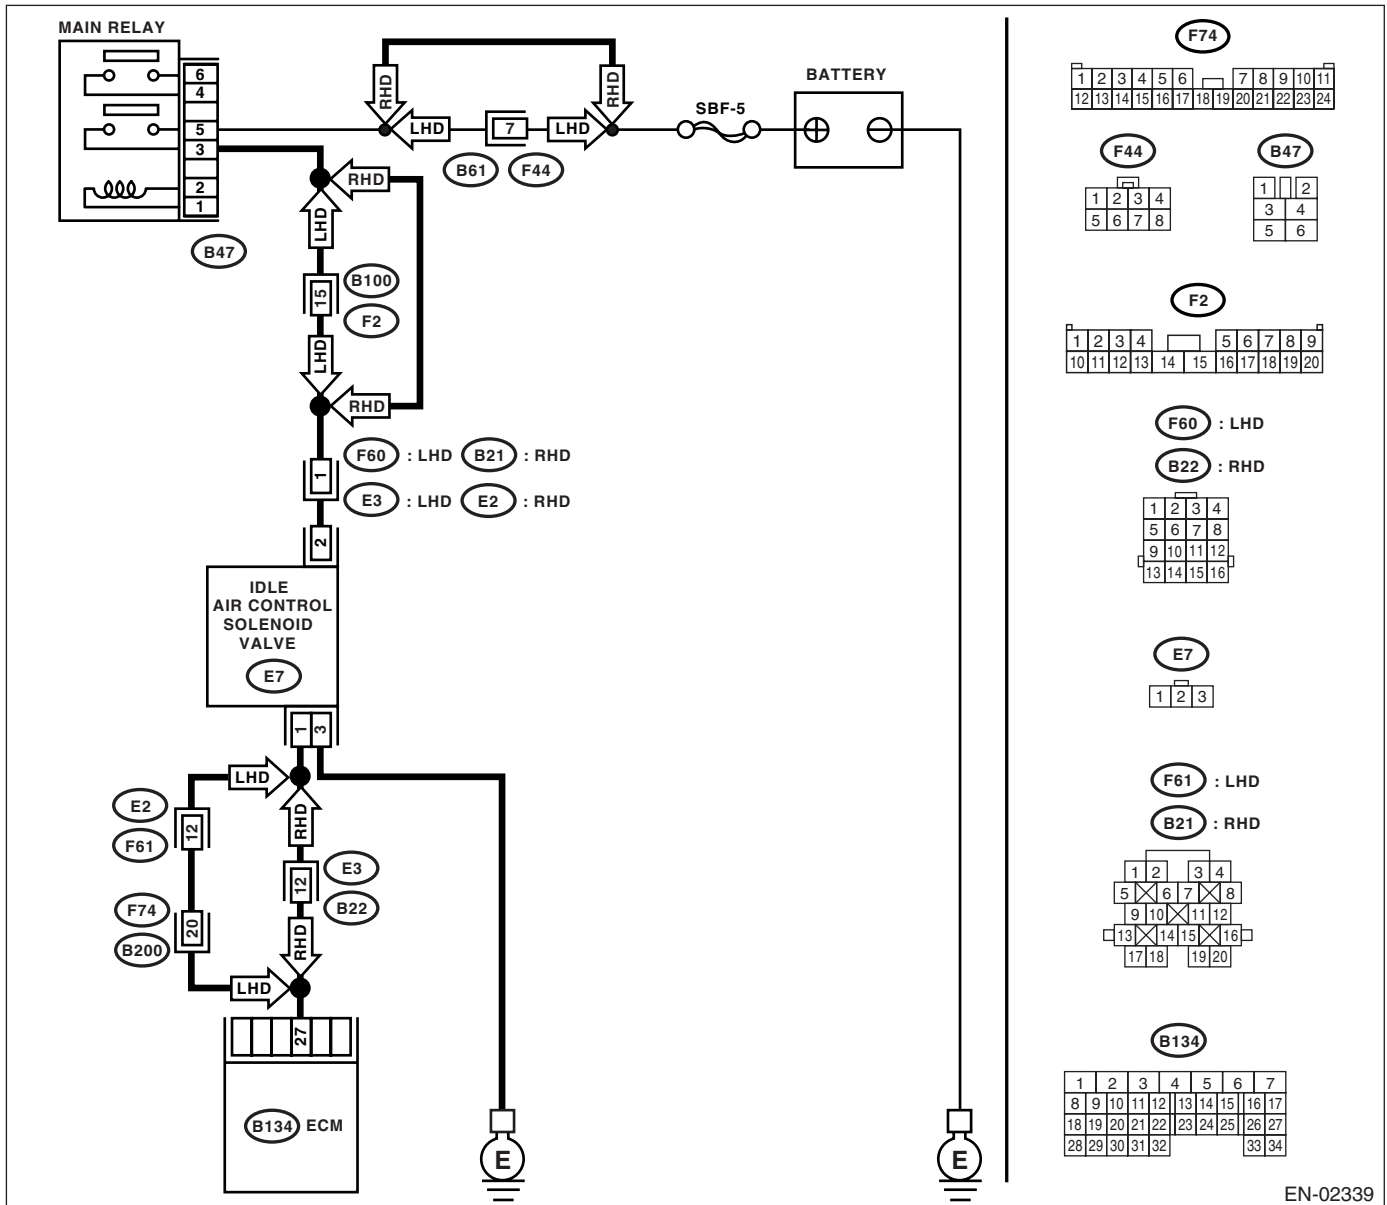 MAIN RELAY
6
4
5
3
2
1
B47
RHD
RHD
LHD
7
LHD
B61
F44
SBF-5
BATTERY
RHD
LHD
15
B100
F2
LHD
RHD
1
F60 : LHD B21 : RHD
E3 : LHD E2 : RHD
2
IDLE
AIR CONTROL
SOLENOID
VALVE
E7
1 3
LHD
RHD
E2
12
F61
E3
12
B22
F74
20
B200
RHD
LHD
27
B134 ECM
E
E
F74
1 2 3 4 5 6 7 8 9 10 11
12 13 14 15 16 17 18 19 20 21 22 23 24
F44
1 2 3 4
5 6 7 8
B47
1 2
3 4
5 6
F2
1 2 3 4 5 6 7 8 9
10 11 12 13 14 15 16 17 18 19 20
F60 : LHD
B22 : RHD
1 2 3 4
5 6 7 8
9 10 11 12
13 14 15 16
E7
1 2 3
F61 : LHD
B21 : RHD
1 2 3 4
5 6 7 8
9 10 11 12
13 14 15 16
17 18 19 20
B134
1 2 3 4 5 6 7
8 9 10 11 12 13 14 15 16 17
18 19 20 21 22 23 24 25 26 27
28 29 30 31 32 33 34
EN-02339